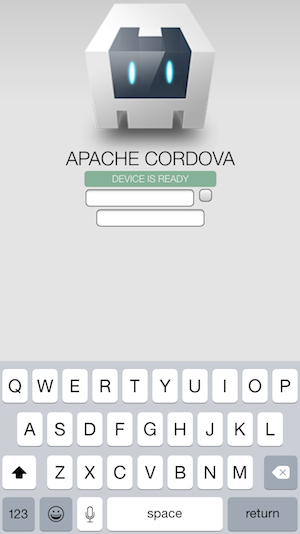 APACHE CORDOVA
DEVICE IS READY
Q W E R T Y U I O P
A S D F G H J K L
Z X C V B N M
123 space return